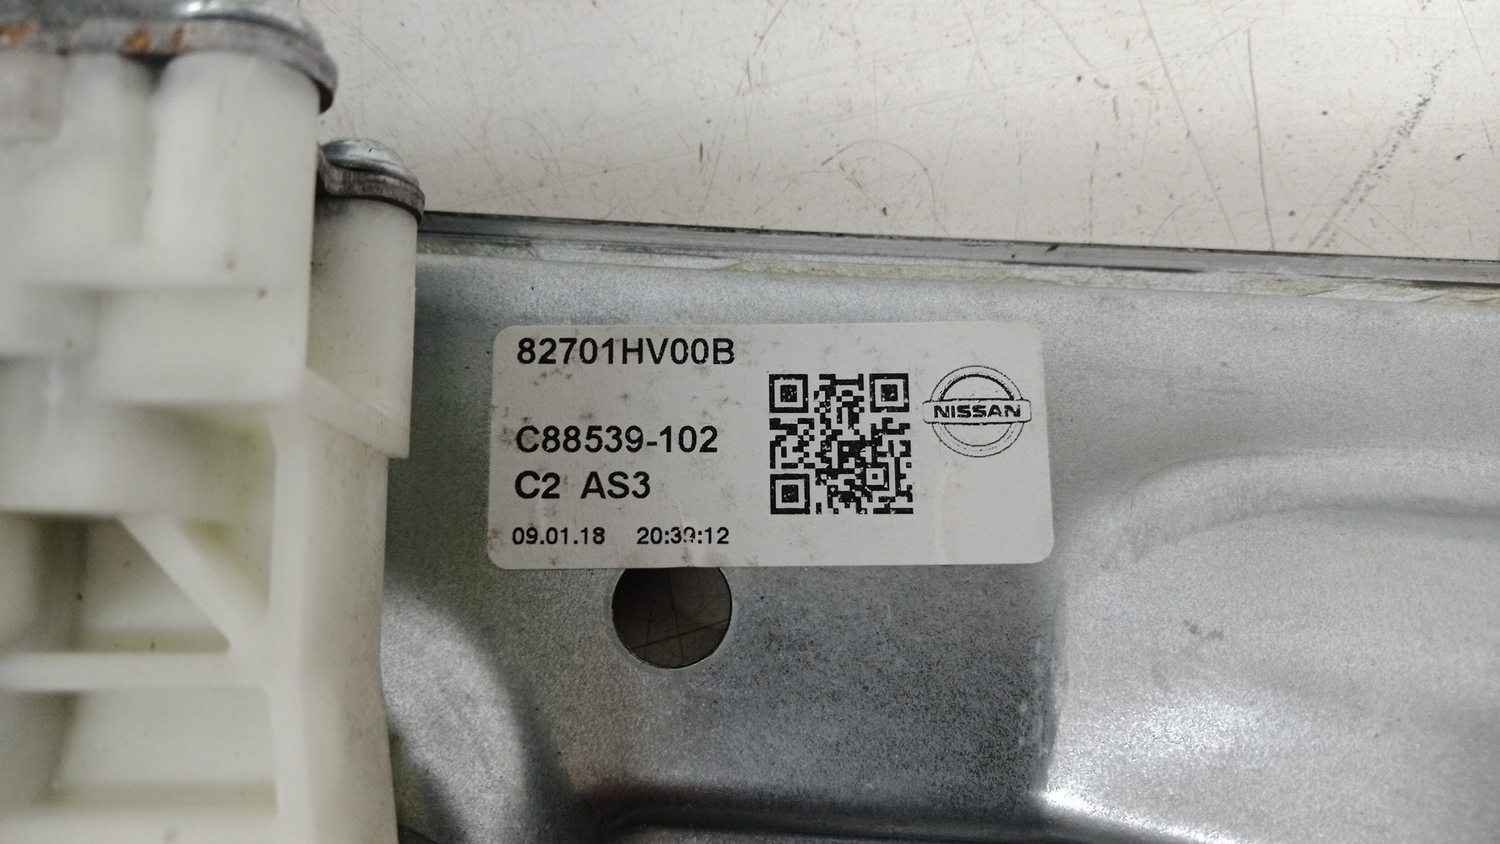 82701HV00B
C88539-102
C2 AS3
09.01.18 20:39:12
NISSAN